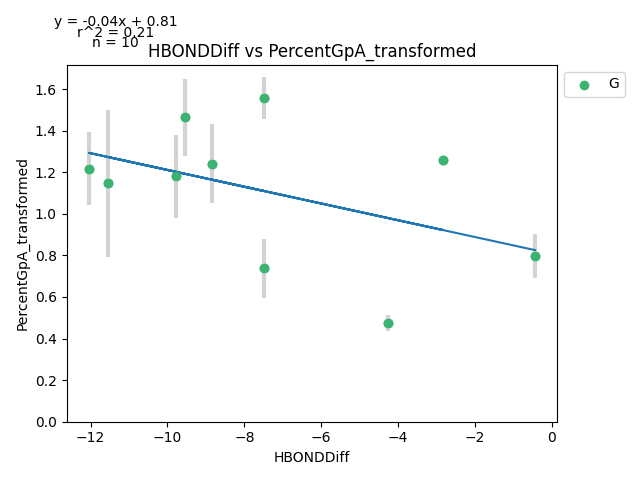 y = -0.04x + 0.81
r^2 = 0.21
n = 10
HBONDDiff vs PercentGpA_transformed
G
PercentGpA_transformed
1.6
1.4
1.2
1.0
0.8
0.6
0.4
0.2
0.0
−12
−10
−8
−6
−4
−2
0
HBONDDiff